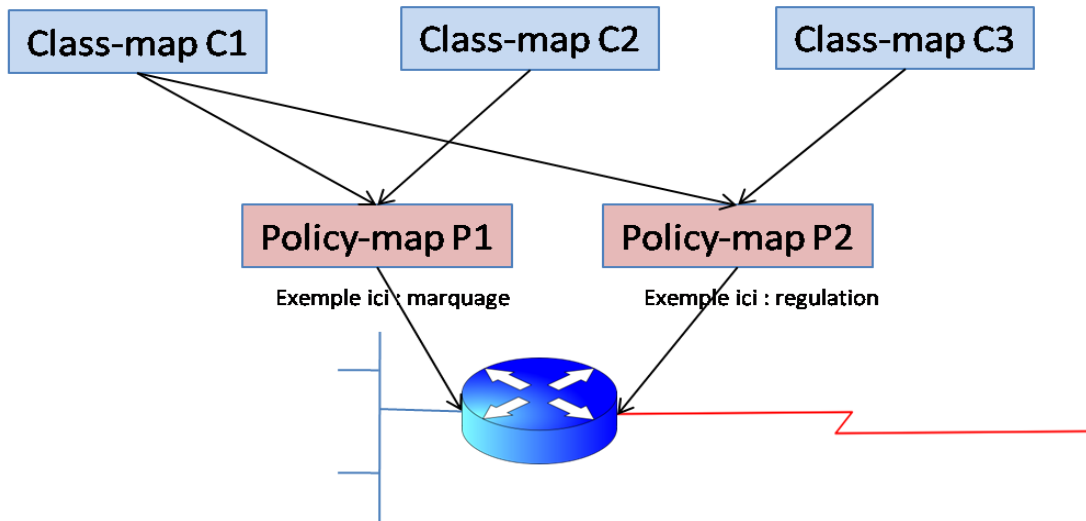 Class-map C1
Class-map C2
Class-map C3
Policy-map P1
Policy-map P2
Exemple ici : marquage
Exemple ici : regulation